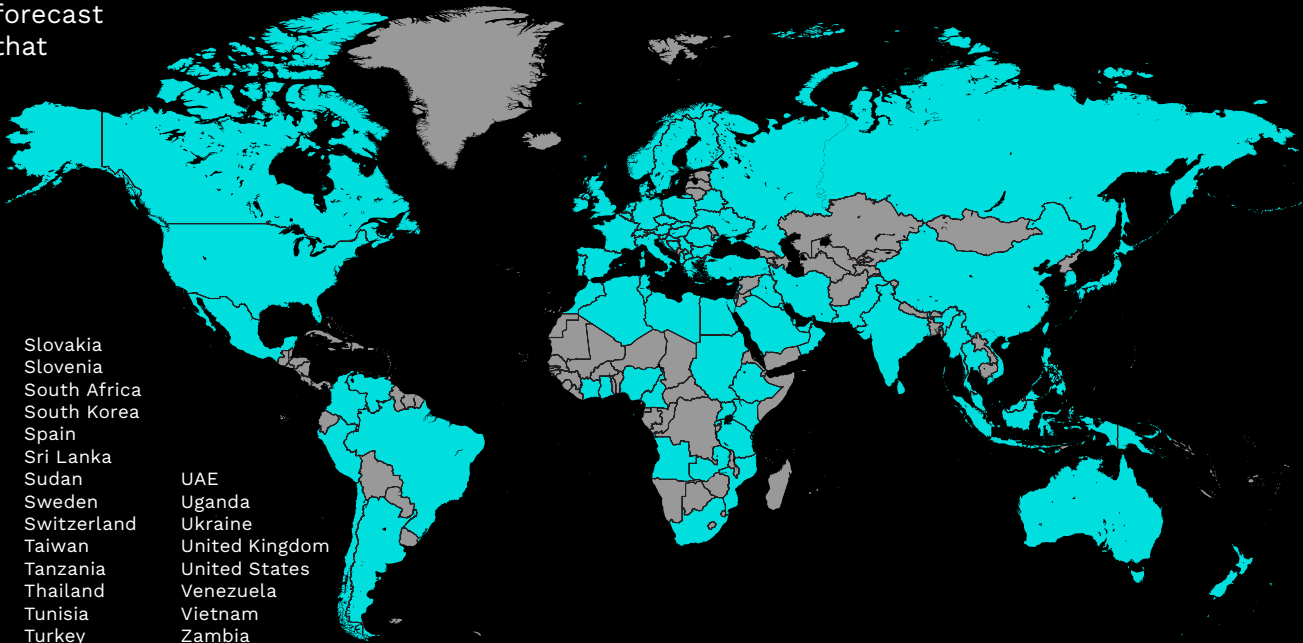 forecast
that
Slovakia
Slovenia
South Africa
South Korea
Spain
Sri Lanka
Sudan
Sweden
Switzerland
Taiwan
Tanzania
Thailand
Tunisia
Turkey
UAE
Uganda
Ukraine
United Kingdom
United States
Venezuela
Vietnam
Zambia